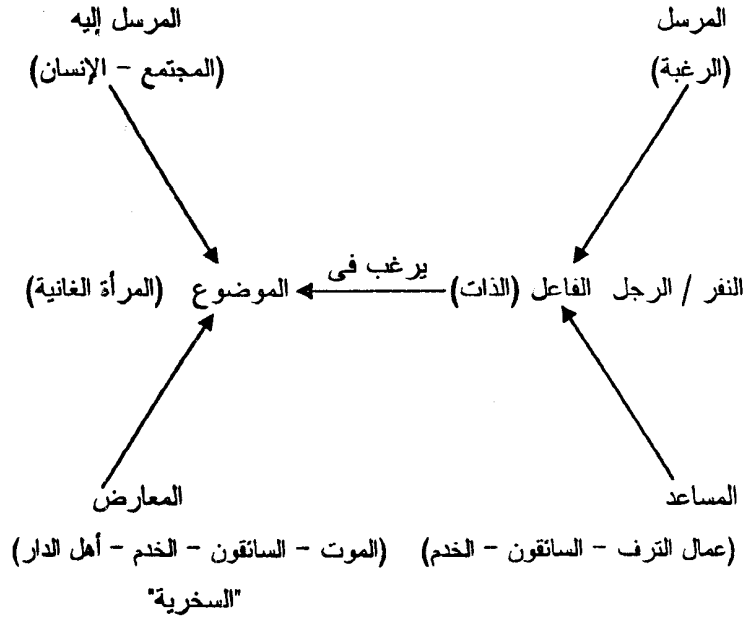 المرسل
(الرغبة)
المرسل إليه
(المجتمع - الإنسان)
النفر / الرجل الفاعل (الذات) يرغب فى الموضوع (المرأة الغانية)
المساعد
(عمال الترف - السائقون - الخدم)
المعارض
(الموت - السائقون - الخدم - أهل الدار)
"السخرية"